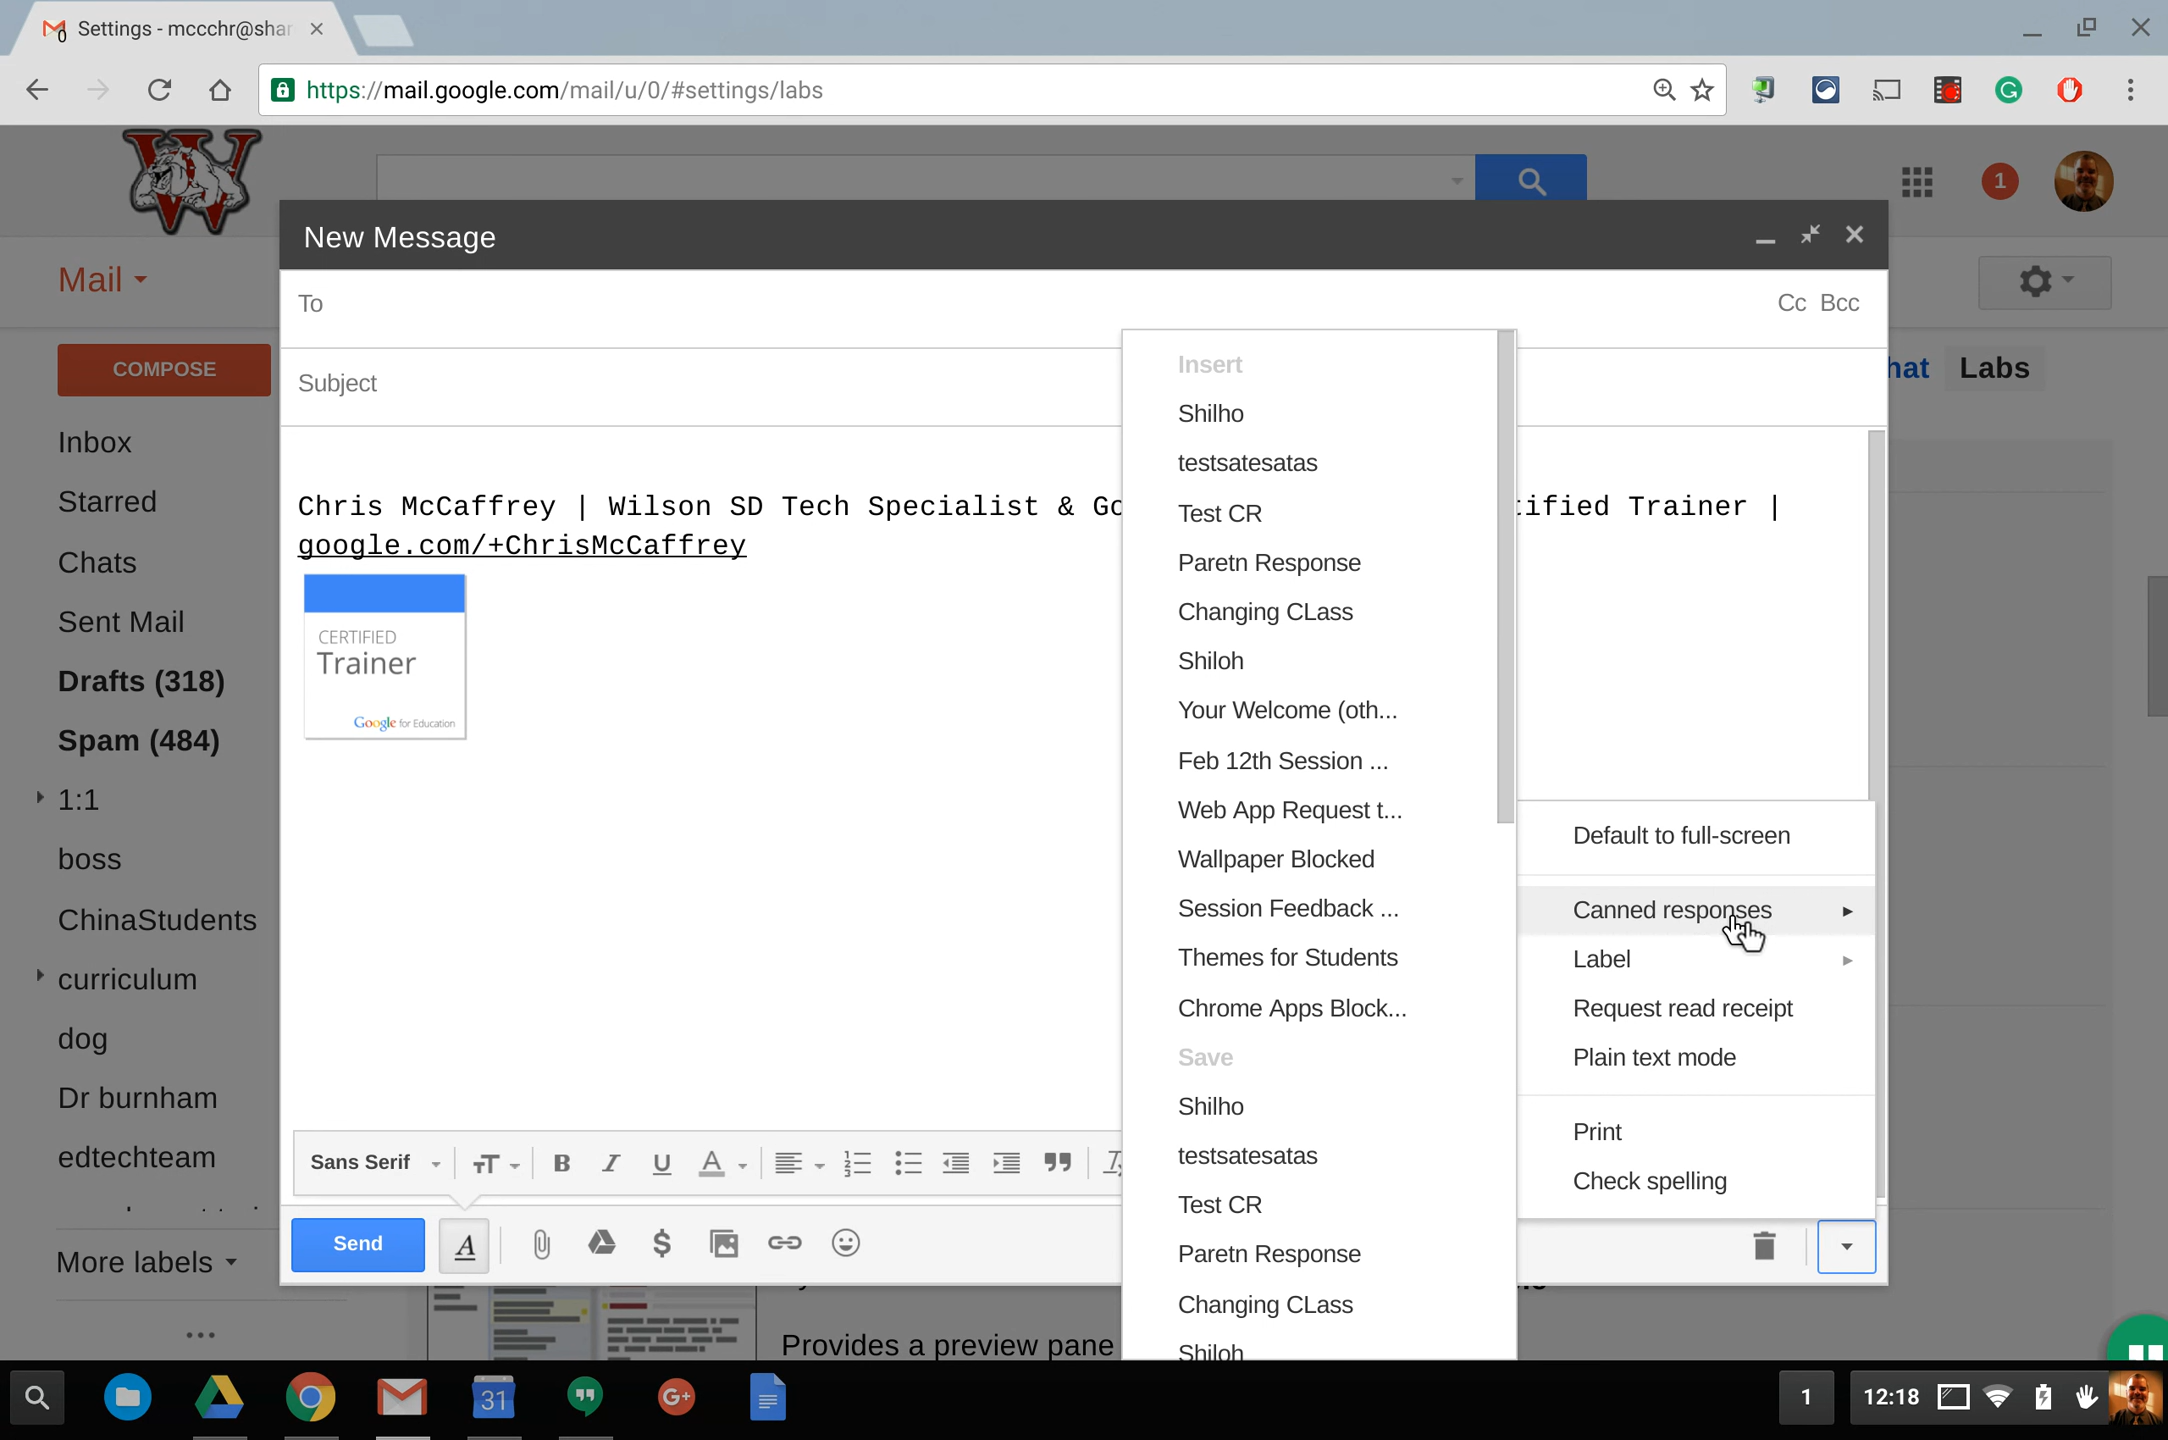 Settings - mccchr@shar
https://mail.google.com/mail/u/0/#settings/labs
W
1
New Message
Mail
To
Cc Bcc
COMPOSE
Subject
hat
Labs
Inbox
Starred
Chats
Sent Mail
Drafts (318)
Spam (484)
1:1
boss
ChinaStudents
curriculum
dog
Dr burnham
edtechteam
More labels
Chris McCaffrey | Wilson SD Tech Specialist & Go
tified Trainer |
google.com/+ChrisMcCaffrey
CERTIFIED
Trainer
Google for Education
Insert
Shilho
testsatesatas
Test CR
Paretn Response
Changing CLass
Shiloh
Your Welcome (oth...
Feb 12th Session ...
Web App Request t...
Wallpaper Blocked
Session Feedback ...
Themes for Students
Chrome Apps Block...
Save
Shilho
testsatesatas
Test CR
Paretn Response
Changing CLass
Shiloh
Default to full-screen
Canned responses
Label
Request read receipt
Plain text mode
Print
Check spelling
Sans Serif
Send
Provides a preview pane
31
G+
1
12:18